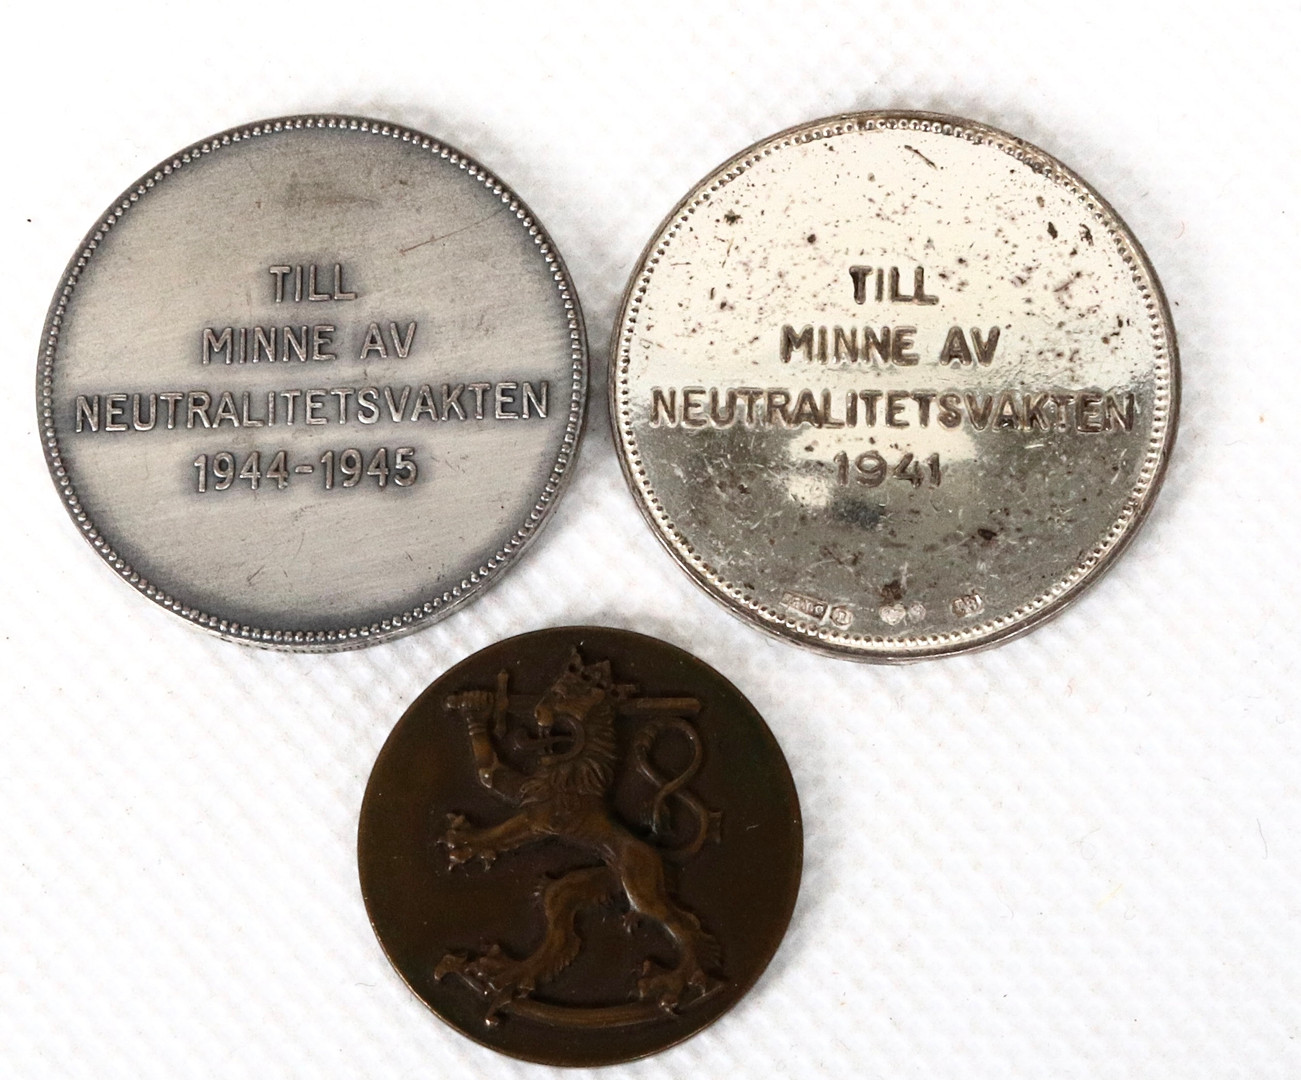 TILL
MINNE AV
NEUTRALITETSVAKTEN
1944-1945
TILL
MINNE AV
NEUTRALITETSVAKTEN
1941